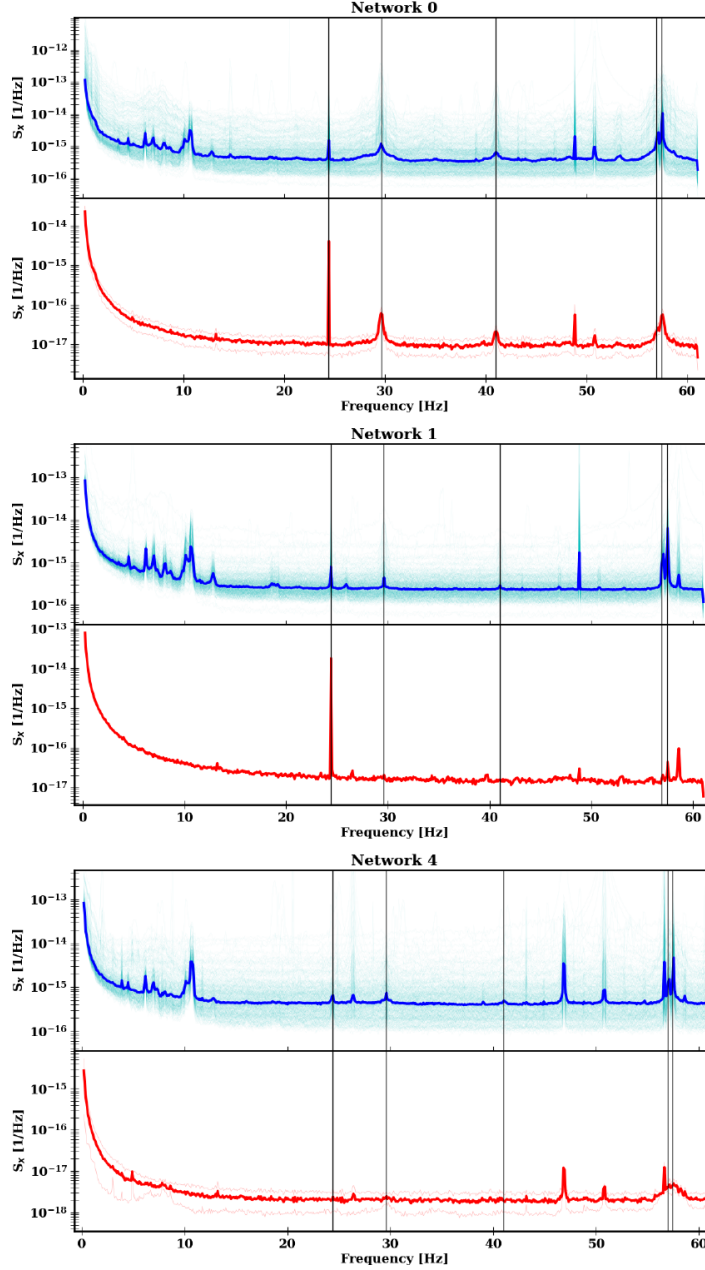 Network 0
10⁻¹²
10⁻¹³
10⁻¹⁴
10⁻¹⁵
10⁻¹⁶
Sₓ [1/Hz]
10⁻¹⁴
10⁻¹⁵
10⁻¹⁶
10⁻¹⁷
Sₓ [1/Hz]
0 10 20 30 40 50 60
Frequency [Hz]
Network 1
10⁻¹³
10⁻¹⁴
10⁻¹⁵
10⁻¹⁶
Sₓ [1/Hz]
10⁻¹³
10⁻¹⁴
10⁻¹⁵
10⁻¹⁶
10⁻¹⁷
Sₓ [1/Hz]
0 10 20 30 40 50 60
Frequency [Hz]
Network 4
10⁻¹³
10⁻¹⁴
10⁻¹⁵
10⁻¹⁶
Sₓ [1/Hz]
10⁻¹⁵
10⁻¹⁶
10⁻¹⁷
10⁻¹⁸
Sₓ [1/Hz]
0 10 20 30 40 50 60
Frequency [Hz]